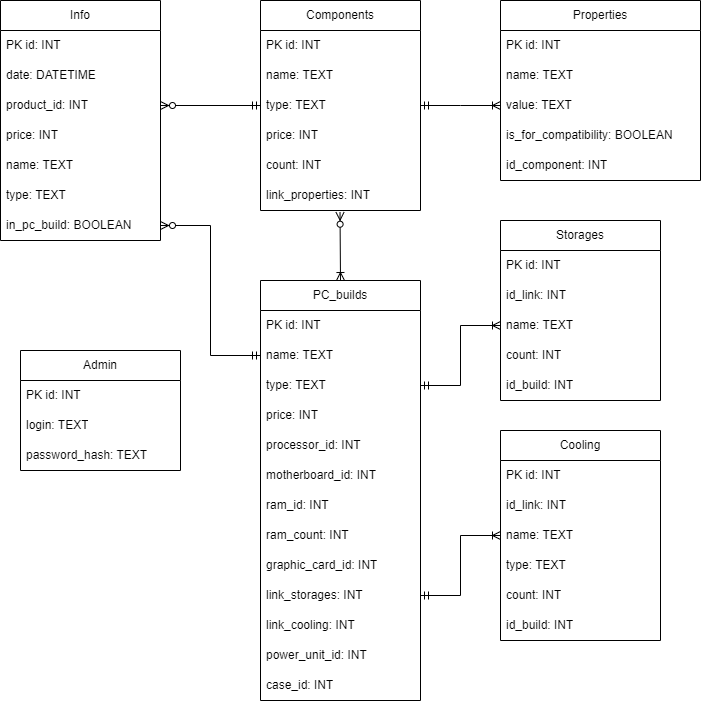 Info
PK id: INT
date: DATETIME
product_id: INT
price: INT
name: TEXT
type: TEXT
in_pc_build: BOOLEAN
Components
PK id: INT
name: TEXT
type: TEXT
price: INT
count: INT
link_properties: INT
Properties
PK id: INT
name: TEXT
value: TEXT
is_for_compatibility: BOOLEAN
id_component: INT
Admin
PK id: INT
login: TEXT
password_hash: TEXT
PC_builds
PK id: INT
name: TEXT
type: TEXT
price: INT
processor_id: INT
motherboard_id: INT
ram_id: INT
ram_count: INT
graphic_card_id: INT
link_storages: INT
link_cooling: INT
power_unit_id: INT
case_id: INT
Storages
PK id: INT
id_link: INT
name: TEXT
count: INT
id_build: INT
Cooling
PK id: INT
id_link: INT
name: TEXT
type: TEXT
count: INT
id_build: INT